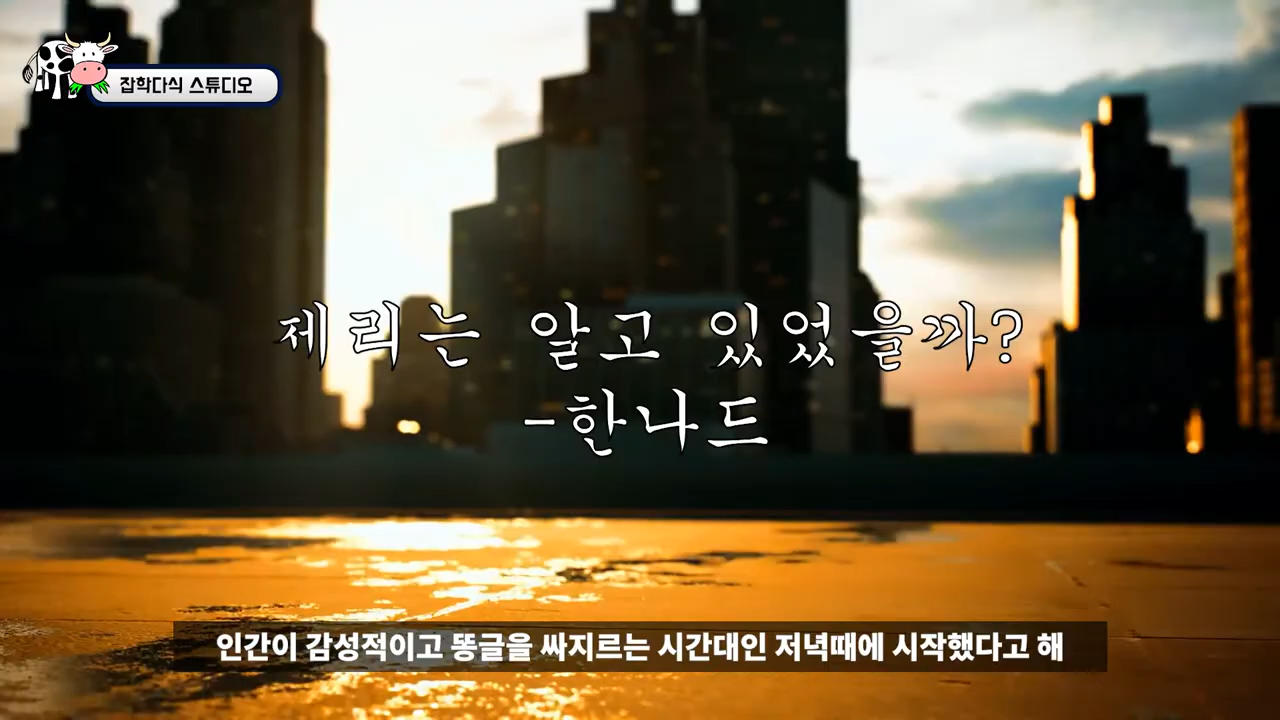 잡학다식 스튜디오
제리는 알고 있었을까?
-한나드
인간이 감성적이고 똥글을 싸지르는 시간대인 저녁때에 시작했다고 해